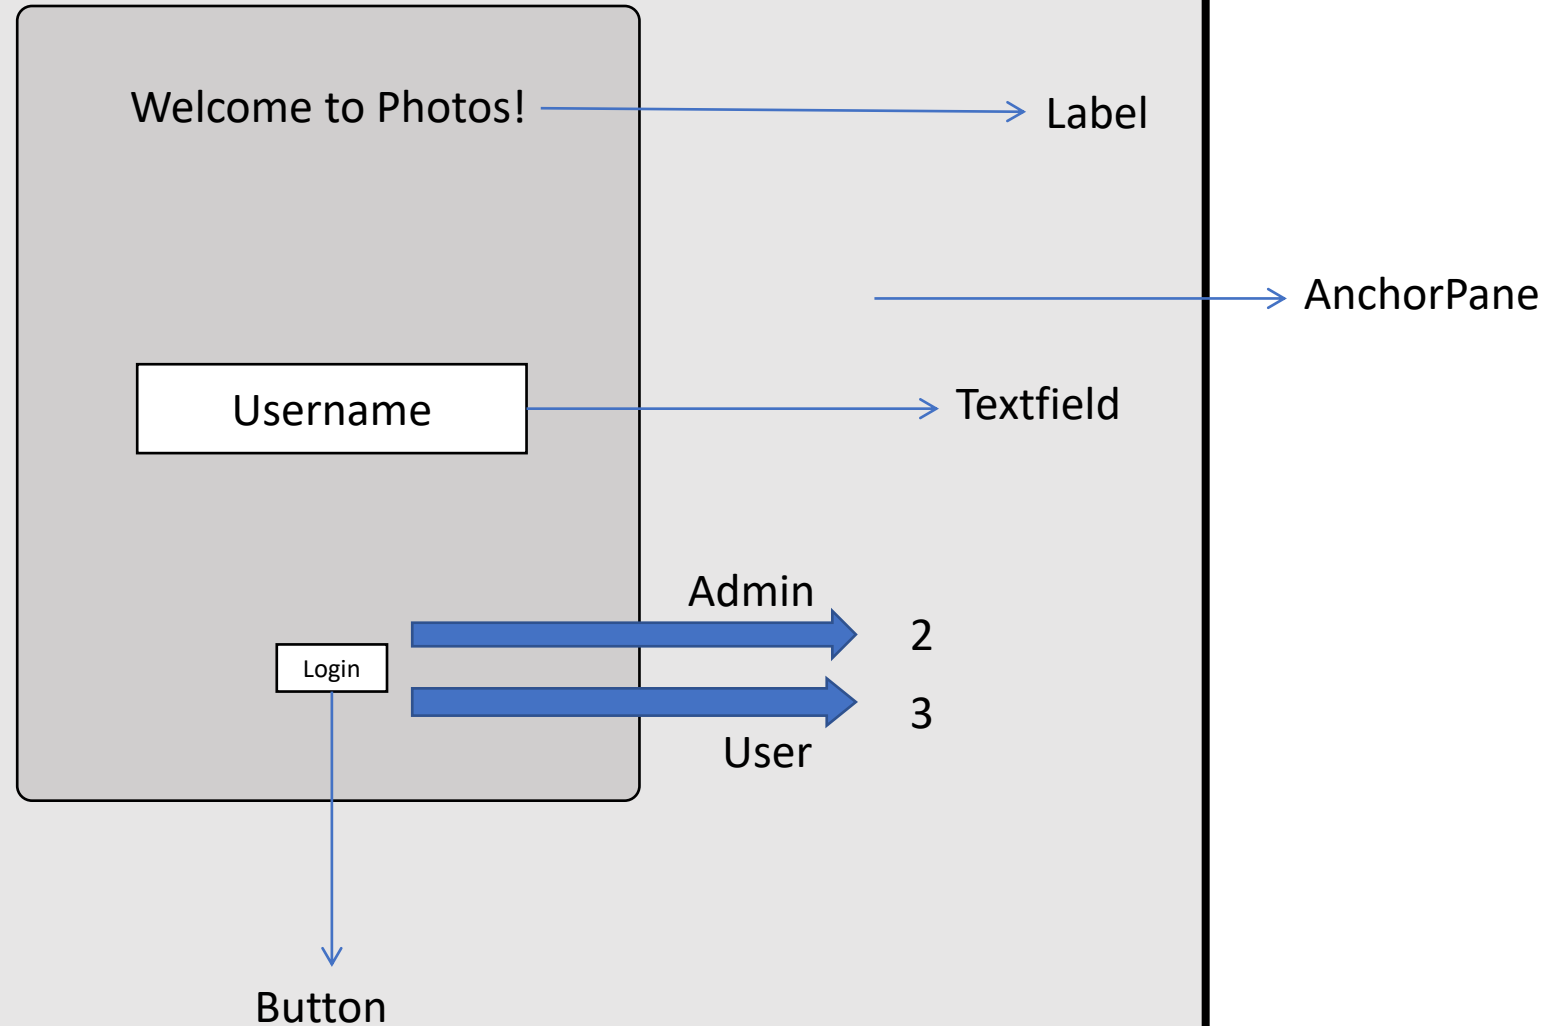 Welcome to Photos!
Label
AnchorPane
Username
Textfield
Admin
2
Login
3
User
Button